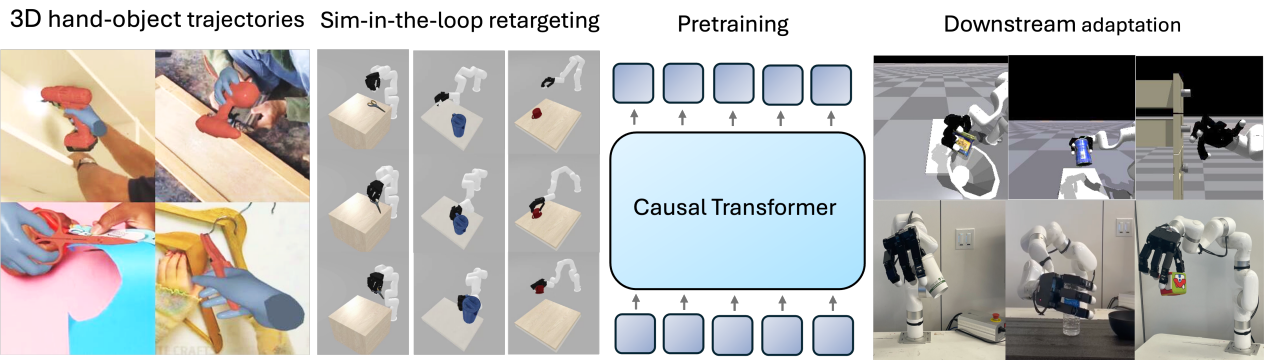 3D hand-object trajectories
Sim-in-the-loop retargeting
Pretraining
Downstream adaptation
Causal Transformer